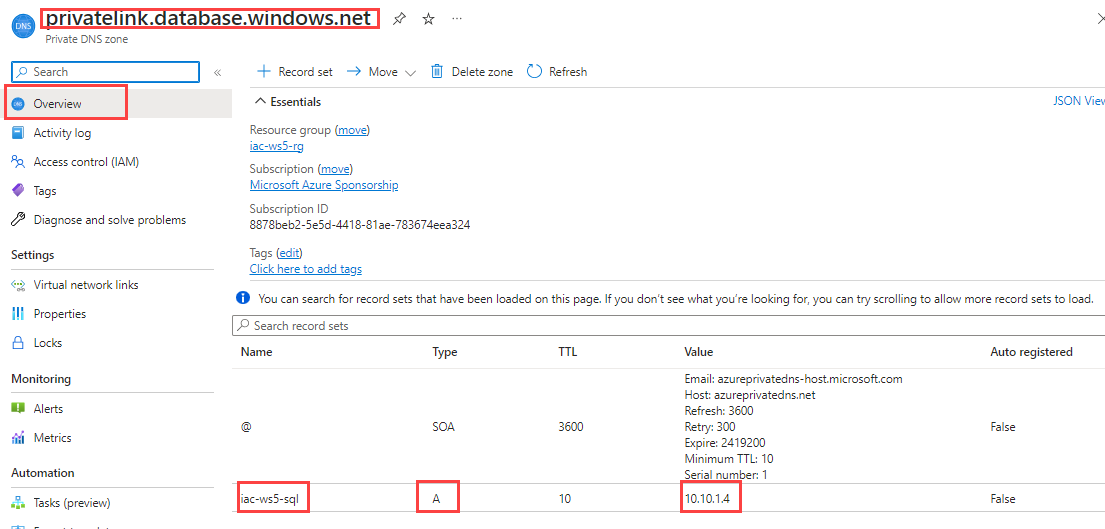 privatelink.database.windows.net
DNS
Private DNS zone
Search
«
Record set
Move
Delete zone
Refresh
Overview
Activity log
Access control (IAM)
Tags
Diagnose and solve problems
Settings
Virtual network links
Properties
Locks
Monitoring
Alerts
Metrics
Automation
Tasks (preview)
Essentials
JSON View
Resource group (move)
iac-ws5-rg
Subscription (move)
Microsoft Azure Sponsorship
Subscription ID
8878beb2-5e5d-4418-81ae-783674eea324
Tags (edit)
Click here to add tags
You can search for record sets that have been loaded on this page. If you don't see what you're looking for, you can try scrolling to allow more record sets to load.
Search record sets
Name Type TTL Value Auto registered
Email: azureprivatedns-host.microsoft.com
Host: azureprivatedns.net
Refresh: 3600
@ SOA 3600 Retry: 300 False
Expire: 2419200
Minimum TTL: 10
Serial number: 1
iac-ws5-sql A 10 10.10.1.4 False